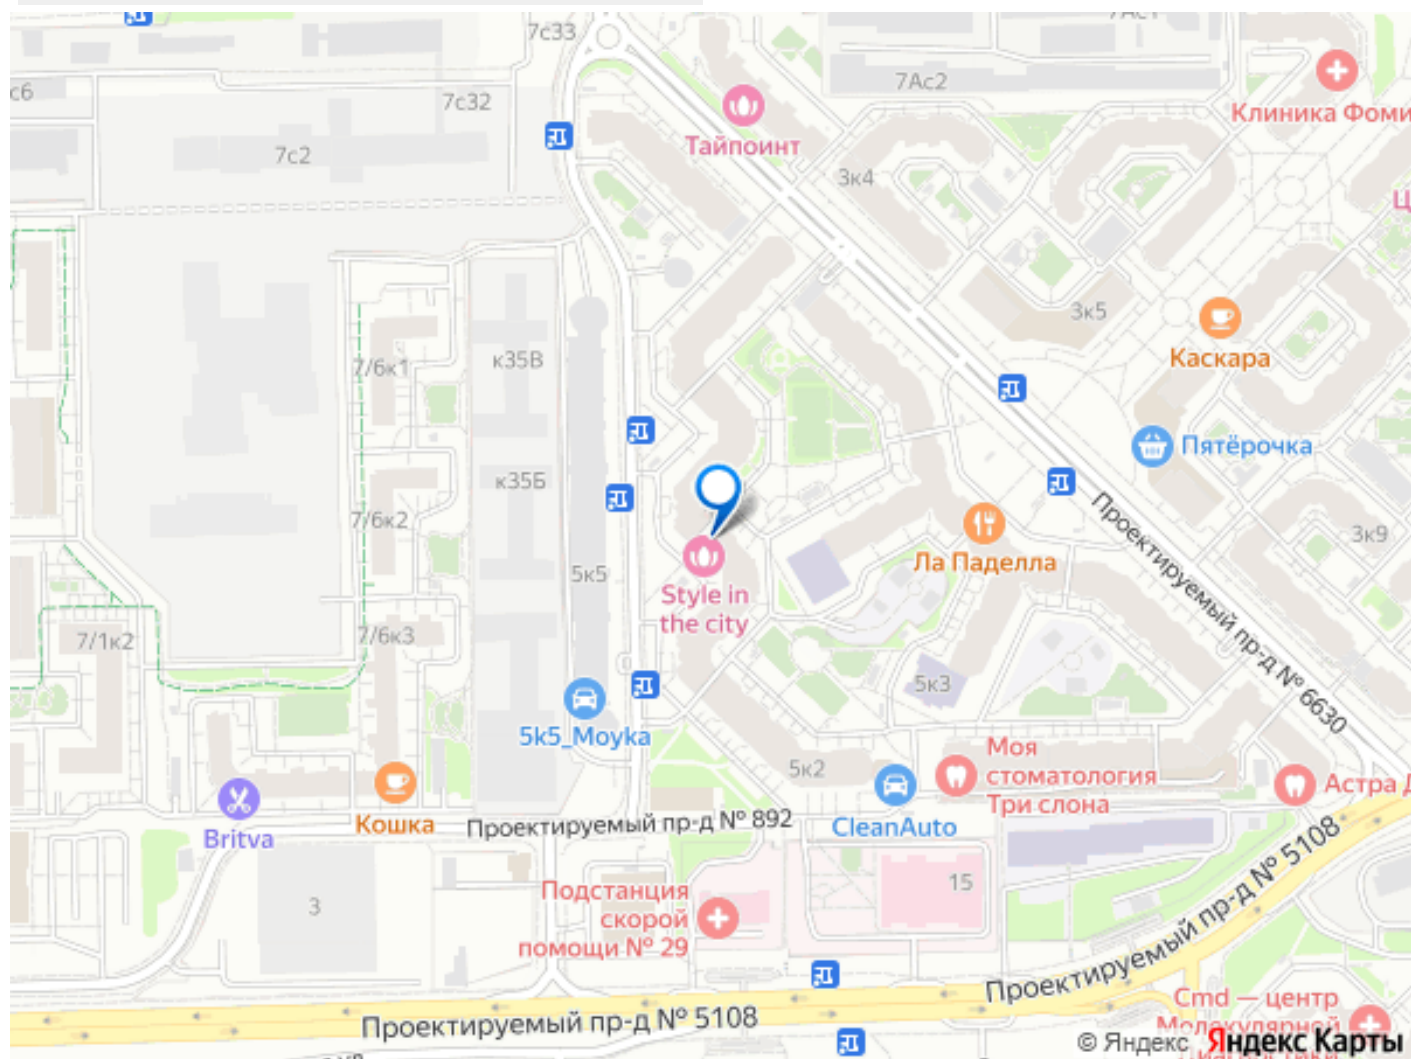 7с33
7Ас2
7с32
7с2
Тайпоинт
Клиника Фоми
3к4
3к5
Каскара
7/6к1
к35В
Пятёрочка
к35Б
7/6к2
3к9
Ла Паделла
Проектируемый пр-д № 6630
5к5
Style in
the city
7/1к2
7/6к3
5к3
5k5_Moyka
5к2
Моя
стоматология
Три слона
Астра Д
Britva
Кошка
Проектируемый пр-д № 892
CleanAuto
3
15
Подстанция
скорой
помощи № 29
Проектируемый пр-д № 5108
Проектируемый пр-д № 5108
Cmd — центр
Молекулярной
© Яндекс Яндекс Карты